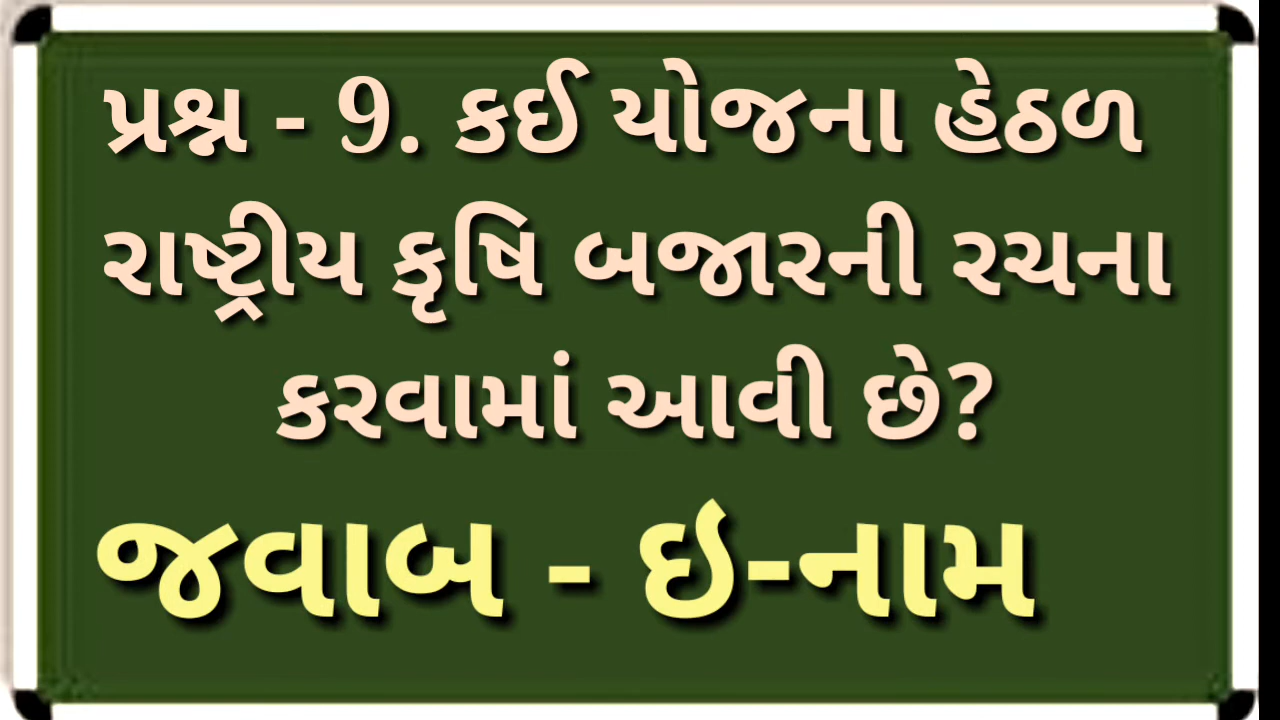 પ્રશ્ન - 9. કઈ યોજના હેઠળ
રાષ્ટ્રીય કૃષિ બજારની રચના
કરવામાં આવી છે?
જવાબ - ઇ-નામ